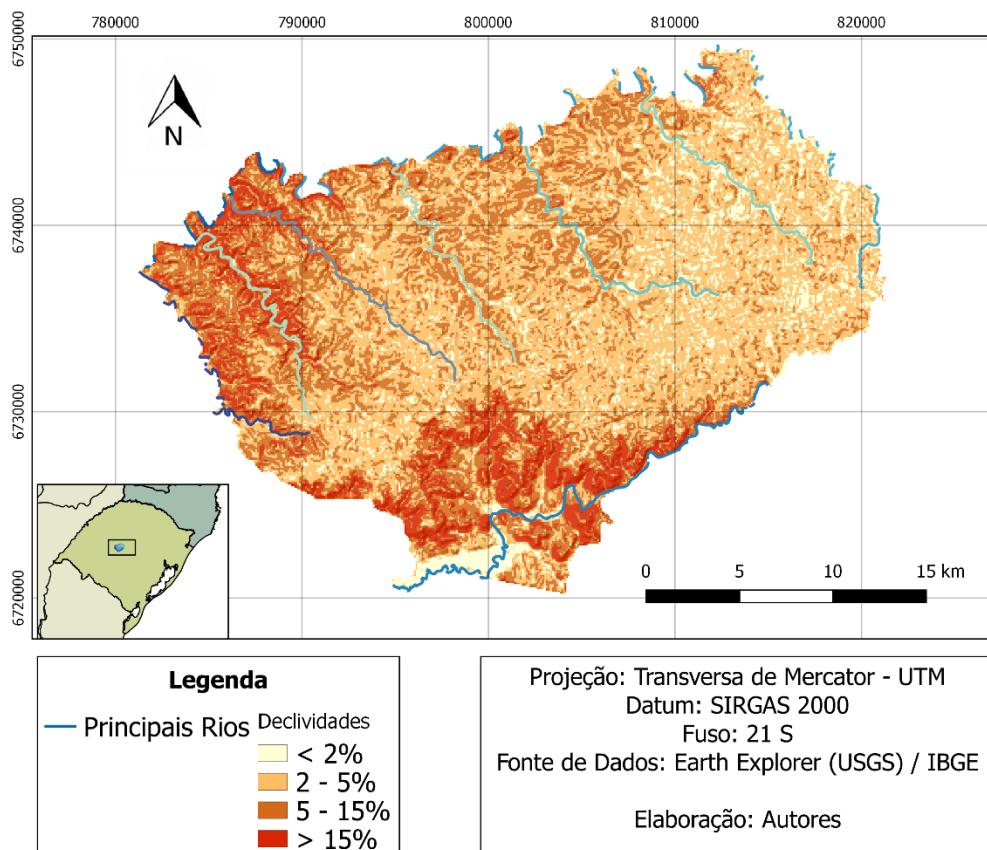 780000 790000 800000 810000 820000
6750000
6740000
6730000
6720000
N
0 5 10 15 km
Legenda
Principais Rios
Declividades
< 2%
2 - 5%
5 - 15%
> 15%
Projeção: Transversa de Mercator - UTM
Datum: SIRGAS 2000
Fuso: 21 S
Fonte de Dados: Earth Explorer (USGS) / IBGE
Elaboração: Autores